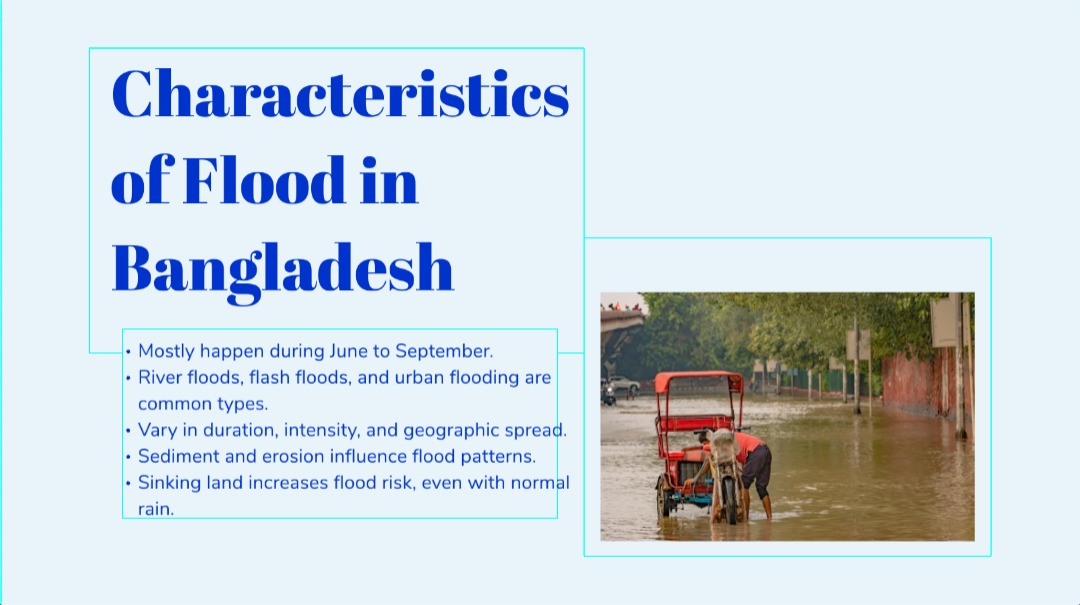 Characteristics
of Flood in
Bangladesh
• Mostly happen during June to September.
• River floods, flash floods, and urban flooding are
common types.
• Vary in duration, intensity, and geographic spread.
• Sediment and erosion influence flood patterns.
• Sinking land increases flood risk, even with normal
rain.